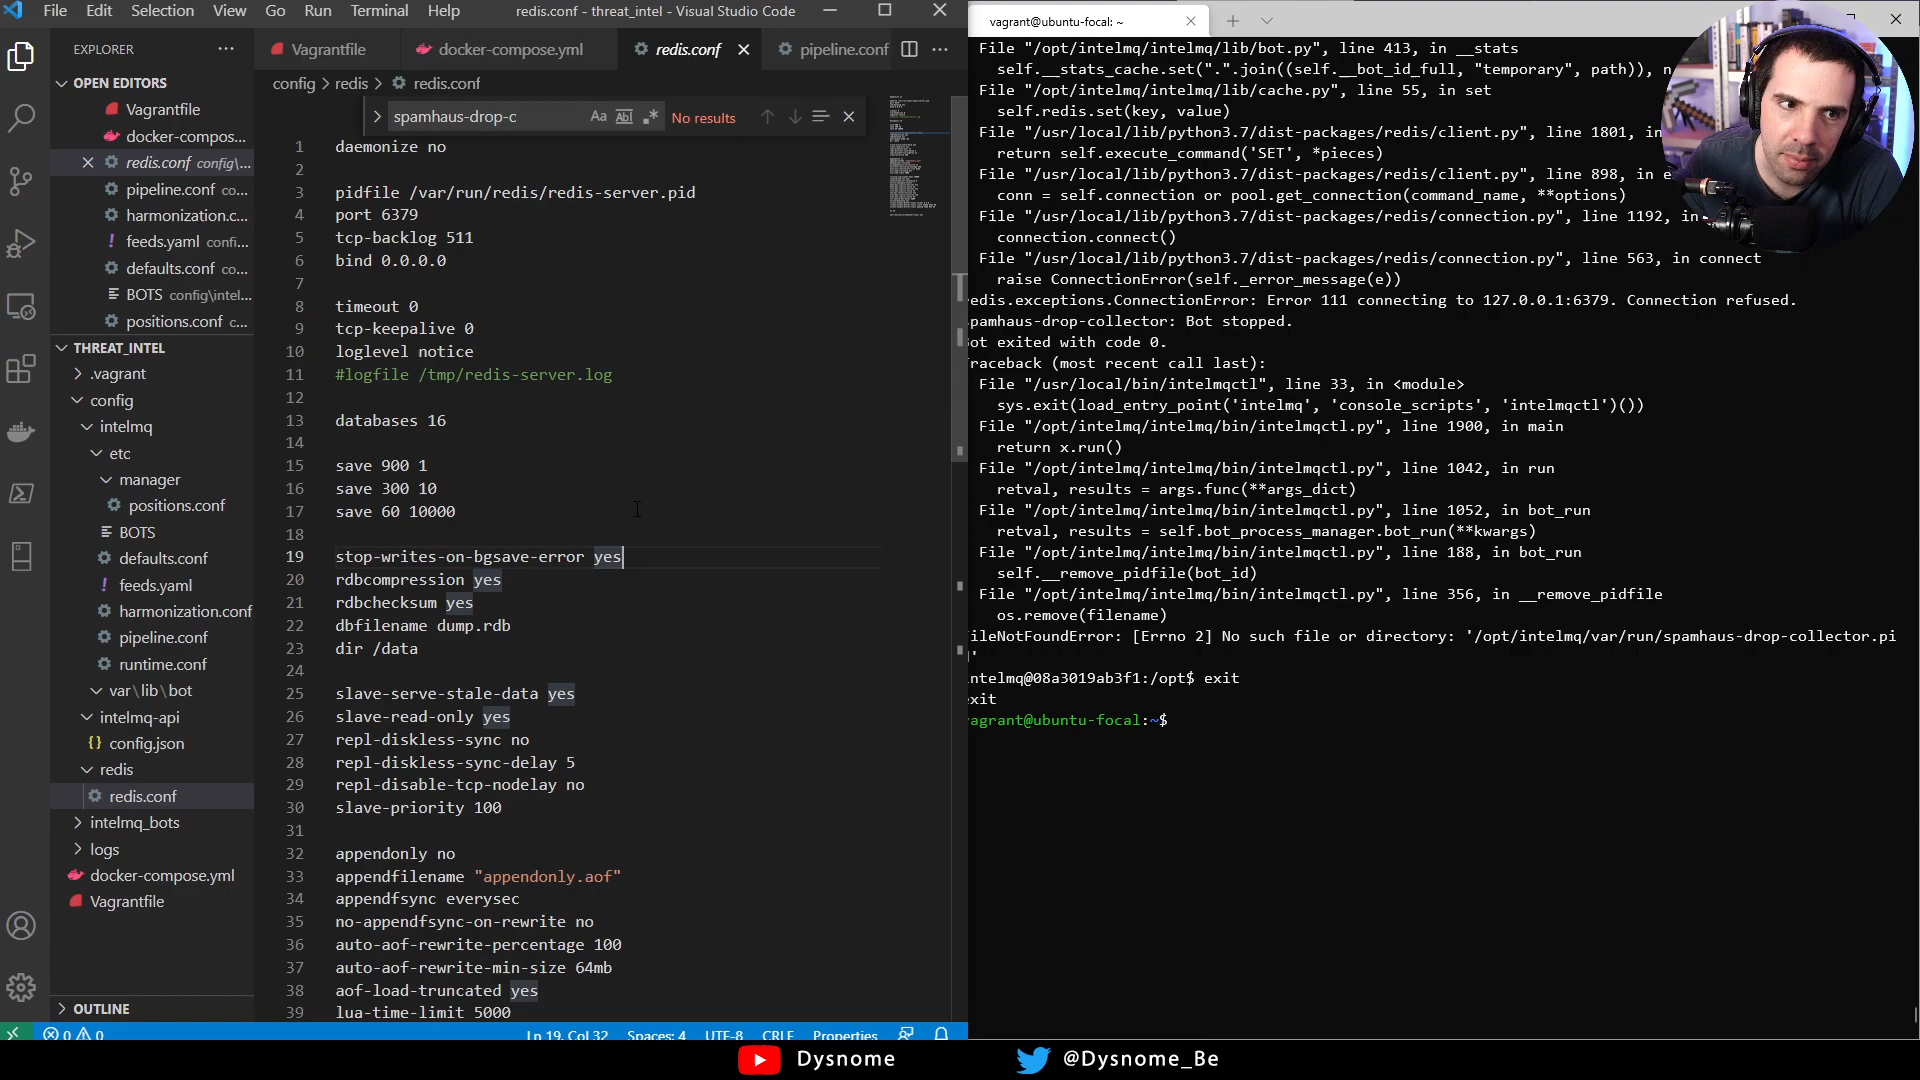 File Edit Selection View Go Run Terminal Help redis.conf - threat_intel - Visual Studio Code
EXPLORER
OPEN EDITORS
Vagrantfile
docker-compos...
redis.conf config\...
pipeline.conf co...
harmonization.c...
feeds.yaml confi...
defaults.conf co...
BOTS config\intel...
positions.conf c...
THREAT_INTEL
.vagrant
config
intelmq
etc
manager
positions.conf
BOTS
defaults.conf
feeds.yaml
harmonization.conf
pipeline.conf
runtime.conf
var\lib\bot
intelmq-api
config.json
redis
redis.conf
intelmq_bots
logs
docker-compose.yml
Vagrantfile
OUTLINE
Vagrantfile docker-compose.yml redis.conf pipeline.conf
config > redis > redis.conf
spamhaus-drop-c Aa Abl No results
1 daemonize no
2
3 pidfile /var/run/redis/redis-server.pid
4 port 6379
5 tcp-backlog 511
6 bind 0.0.0.0
7
8 timeout 0
9 tcp-keepalive 0
10 loglevel notice
11 #logfile /tmp/redis-server.log
12
13 databases 16
14
15 save 900 1
16 save 300 10
17 save 60 10000
18
19 stop-writes-on-bgsave-error yes
20 rdbcompression yes
21 rdbchecksum yes
22 dbfilename dump.rdb
23 dir /data
24
25 slave-serve-stale-data yes
26 slave-read-only yes
27 repl-diskless-sync no
28 repl-diskless-sync-delay 5
29 repl-disable-tcp-nodelay no
30 slave-priority 100
31
32 appendonly no
33 appendfilename "appendonly.aof"
34 appendfsync everysec
35 no-appendfsync-on-rewrite no
36 auto-aof-rewrite-percentage 100
37 auto-aof-rewrite-min-size 64mb
38 aof-load-truncated yes
39 lua-time-limit 5000
0 0 Ln 19, Col 32 Spaces: 4 UTF-8 CRLF Properties
vagrant@ubuntu-focal: ~
File "/opt/intelmq/intelmq/lib/bot.py", line 413, in __stats
self.__stats_cache.set(".".join((self.__bot_id_full, "temporary", path)), n
File "/opt/intelmq/intelmq/lib/cache.py", line 55, in set
self.redis.set(key, value)
File "/usr/local/lib/python3.7/dist-packages/redis/client.py", line 1801, in
return self.execute_command('SET', *pieces)
File "/usr/local/lib/python3.7/dist-packages/redis/client.py", line 898, in e
conn = self.connection or pool.get_connection(command_name, **options)
File "/usr/local/lib/python3.7/dist-packages/redis/connection.py", line 1192, in
connection.connect()
File "/usr/local/lib/python3.7/dist-packages/redis/connection.py", line 563, in connect
raise ConnectionError(self._error_message(e))
edis.exceptions.ConnectionError: Error 111 connecting to 127.0.0.1:6379. Connection refused.
pamhaus-drop-collector: Bot stopped.
ot exited with code 0.
raceback (most recent call last):
File "/usr/local/bin/intelmqctl", line 33, in <module>
sys.exit(load_entry_point('intelmq', 'console_scripts', 'intelmqctl')())
File "/opt/intelmq/intelmq/bin/intelmqctl.py", line 1900, in main
return x.run()
File "/opt/intelmq/intelmq/bin/intelmqctl.py", line 1042, in run
retval, results = args.func(**args_dict)
File "/opt/intelmq/intelmq/bin/intelmqctl.py", line 1052, in bot_run
retval, results = self.bot_process_manager.bot_run(**kwargs)
File "/opt/intelmq/intelmq/bin/intelmqctl.py", line 188, in bot_run
self.__remove_pidfile(bot_id)
File "/opt/intelmq/intelmq/bin/intelmqctl.py", line 356, in __remove_pidfile
os.remove(filename)
ileNotFoundError: [Errno 2] No such file or directory: '/opt/intelmq/var/run/spamhaus-drop-collector.pi
'
ntelmq@08a3019ab3f1:/opt$ exit
xit
agrant@ubuntu-focal:~$
Dysnome @Dysnome_Be